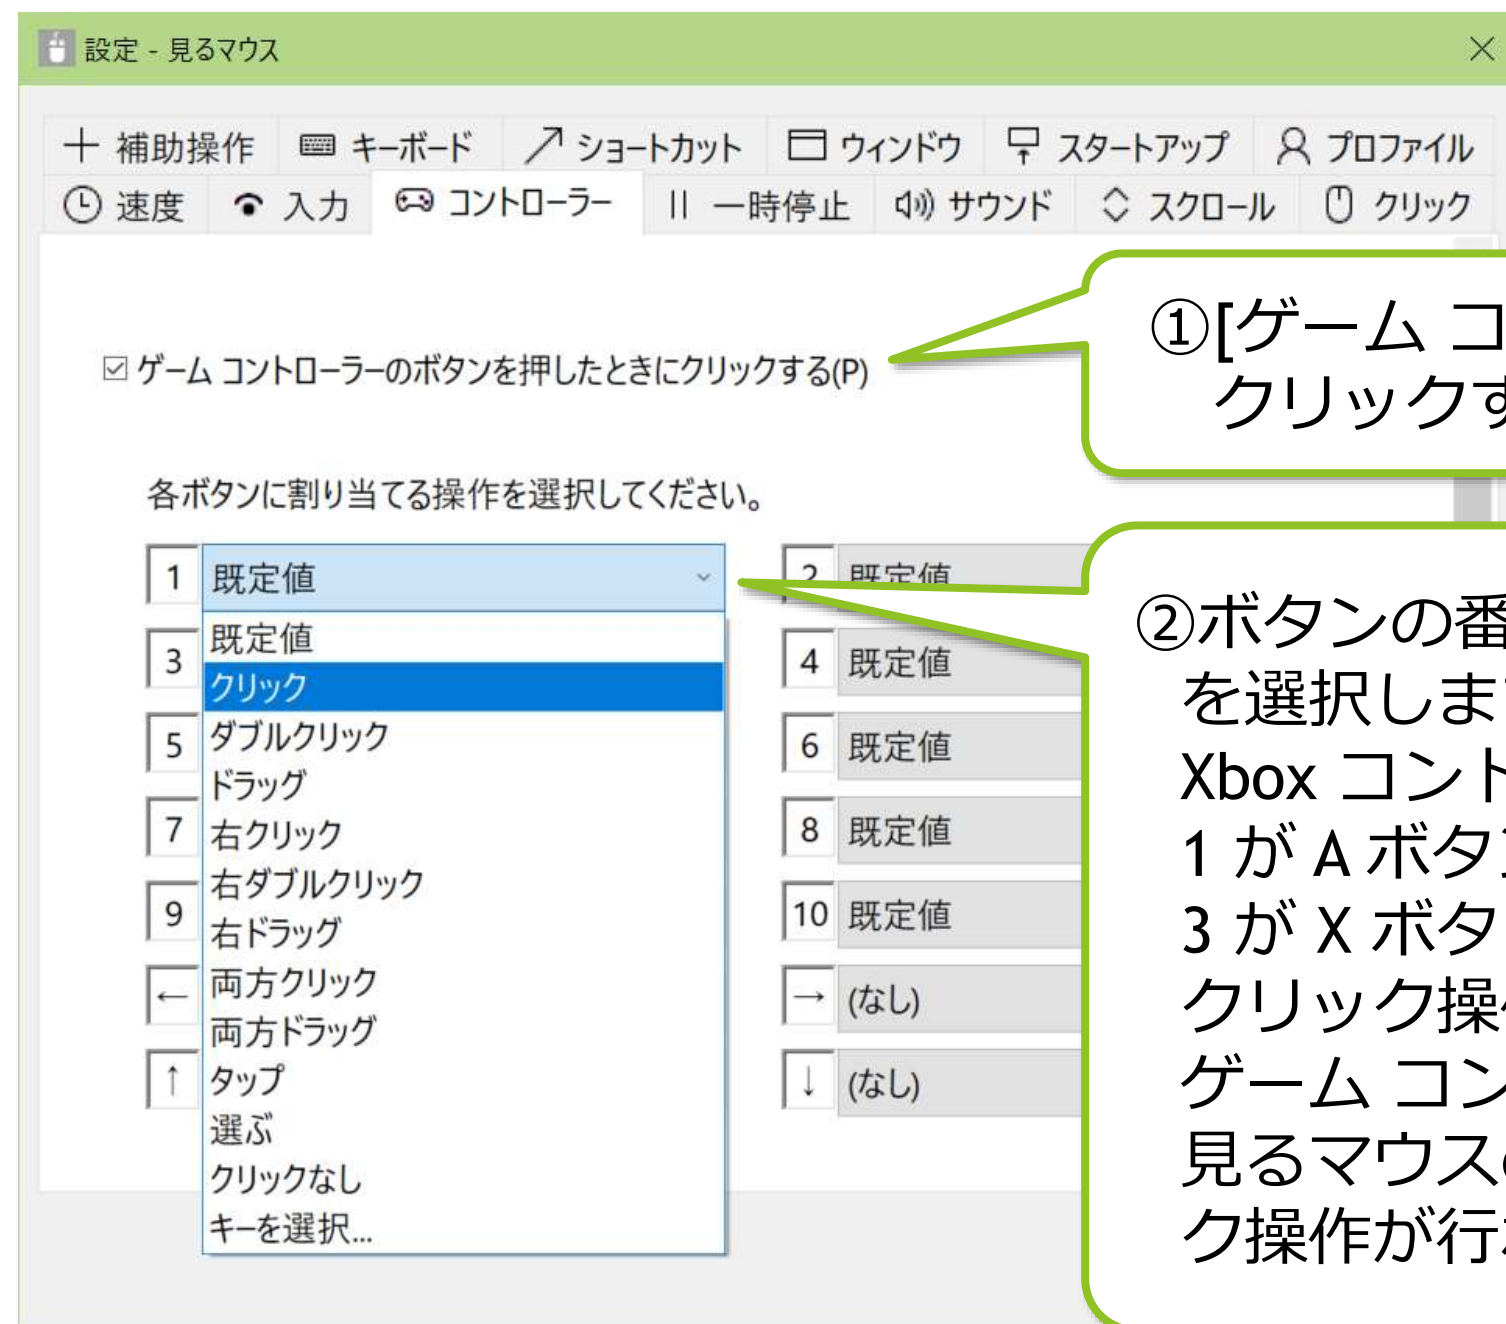 設定 - 見るマウス
補助操作 キーボード ショートカット ウィンドウ スタートアップ プロファイル
速度 入力 コントローラー 一時停止 サウンド スクロール クリック
①[ゲーム コ
クリックす
ゲーム コントローラーのボタンを押したときにクリックする(P)
各ボタンに割り当てる操作を選択してください。
1 既定値
2 既定値
既定値
3
4 既定値
クリック
5 ダブルクリック
6 既定値
ドラッグ
7 右クリック
8 既定値
右ダブルクリック
9 右ドラッグ
10 既定値
両方クリック
← 
→ (なし)
両方ドラッグ
↑ タップ
↓ (なし)
選ぶ
クリックなし
キーを選択...
②ボタンの番
を選択しま
Xbox コント
1 が A ボタン
3 が X ボタ
クリック操
ゲーム コン
見るマウスの
ク操作が行